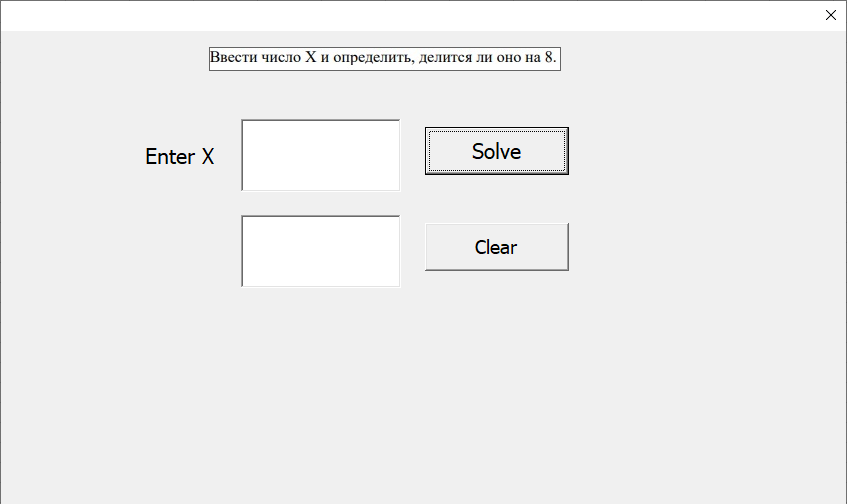 Ввести число X и определить, делится ли оно на 8.
Enter X
Solve
Clear